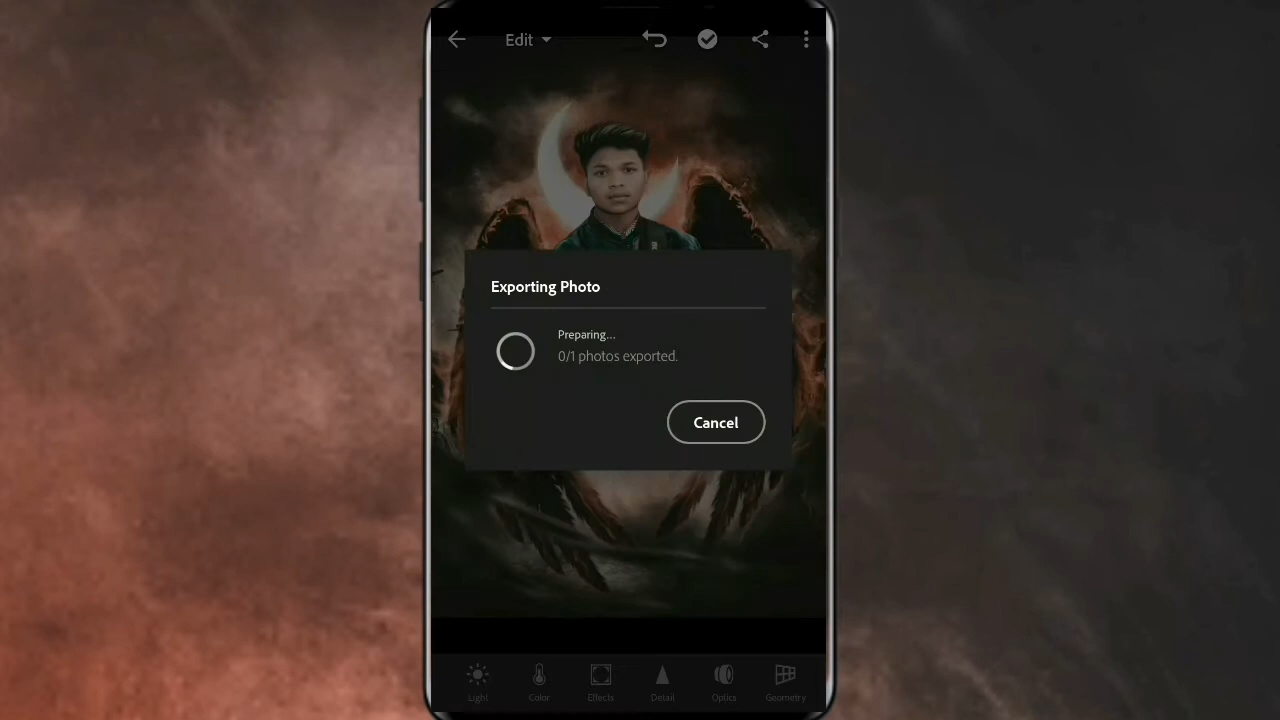 Edit
Exporting Photo
Preparing...
0/1 photos exported.
Cancel
Light Color Effects Detail Optics Geometry